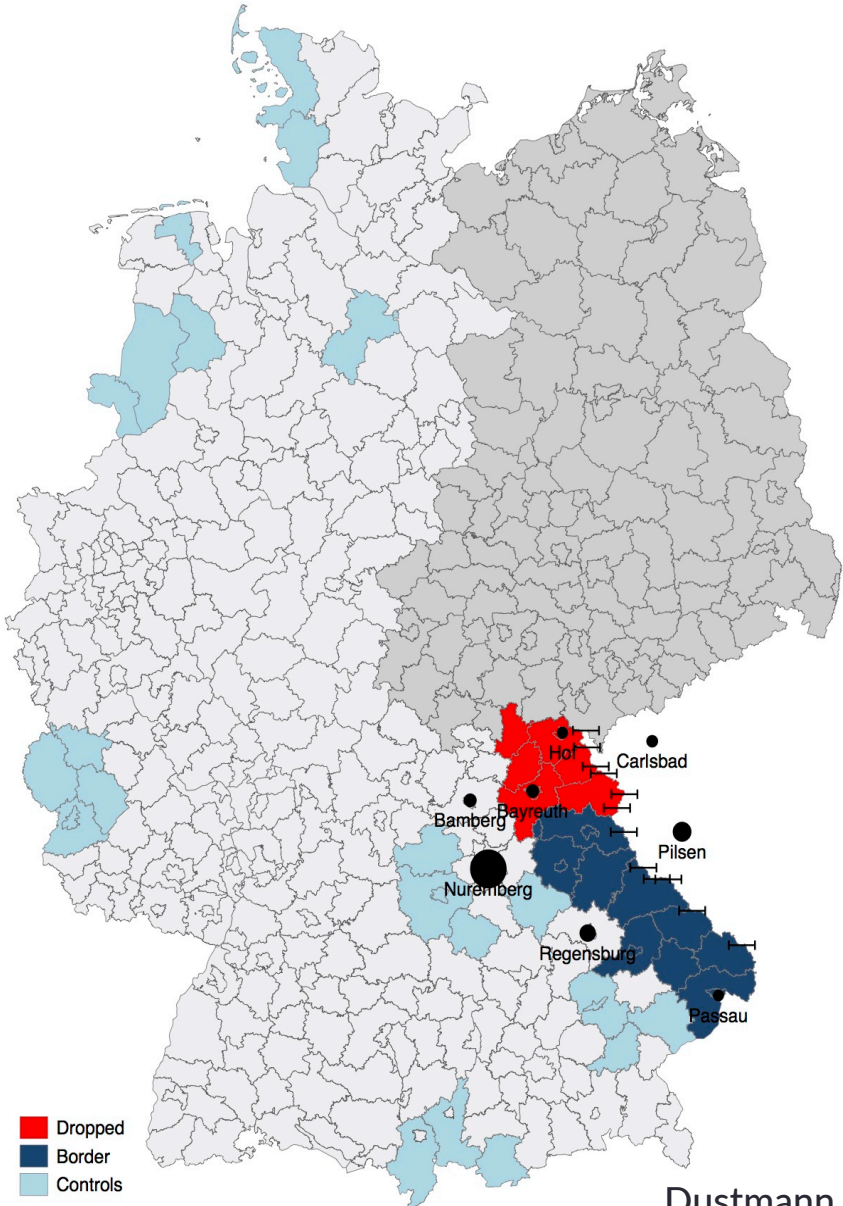 Hof
Carlsbad
Bayreuth
Bamberg
Pilsen
Nuremberg
Regensburg
Passau
Dropped
Border
Controls
Dustmann